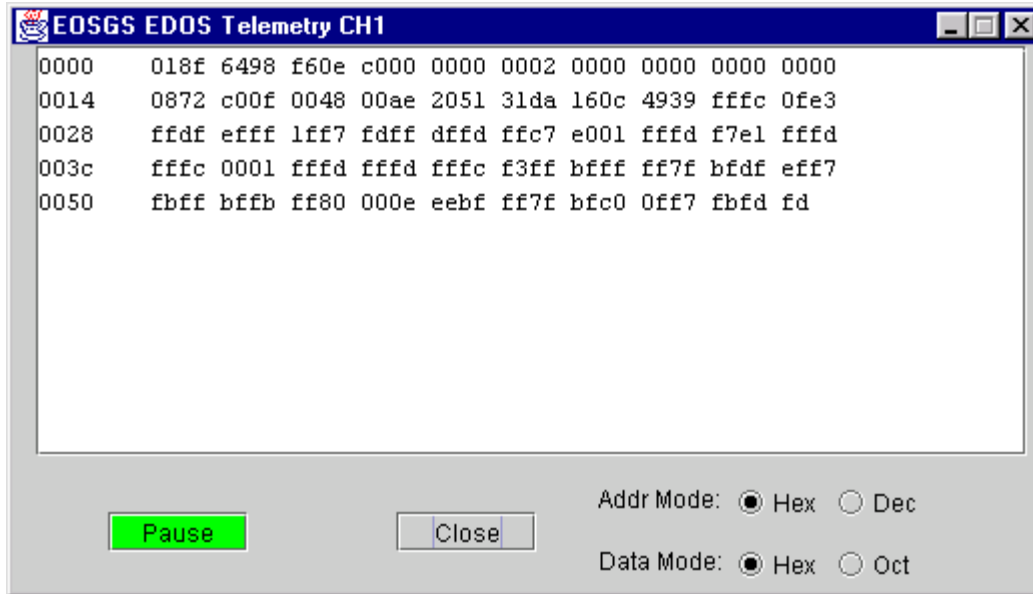 EOSGS EDOS Telemetry CH1
0000 018f 6498 f60e c000 0000 0002 0000 0000 0000 0000
0014 0872 c00f 0048 00ae 2051 31da 160c 4939 fffc 0fe3
0028 ffdf efff 1ff7 fdff dffd ffc7 e001 fffd f7e1 fffd
003c fffc 0001 fffd fffd fffc f3ff bfff ff7f bfdf eff7
0050 fbff bffb ff80 000e eebf ff7f bfc0 0ff7 fbfd fd
Addr Mode: Hex Dec
Pause Close
Data Mode: Hex Oct